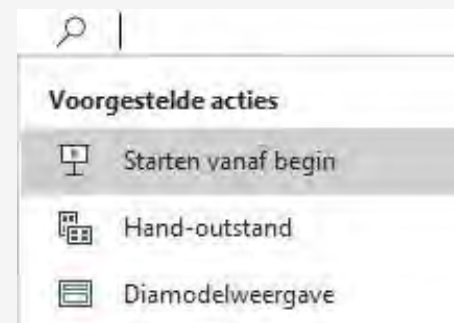 Voorgestelde acties
Starten vanaf begin
Hand-outstand
Diamodelweergave